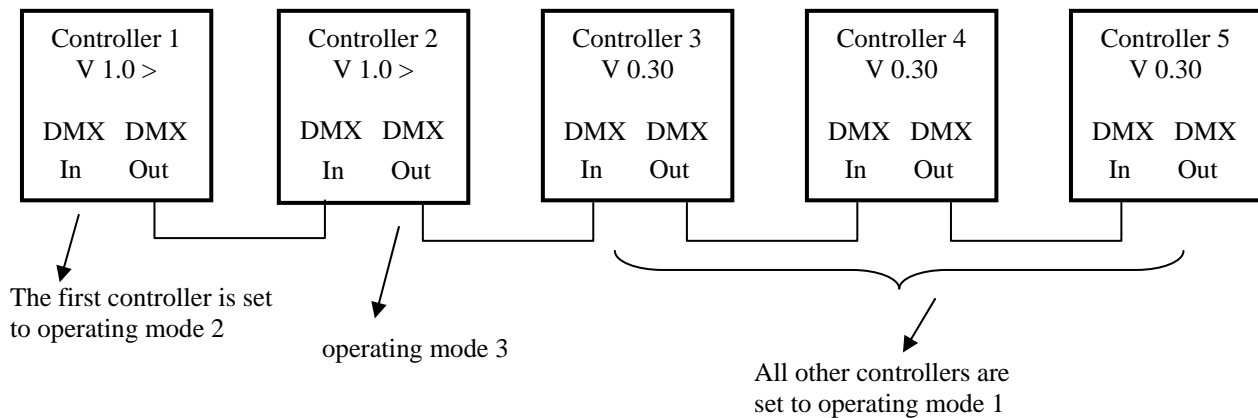 Controller 1
V 1.0 >
DMX DMX
In Out
Controller 2
V 1.0 >
DMX DMX
In Out
Controller 3
V 0.30
DMX DMX
In Out
Controller 4
V 0.30
DMX DMX
In Out
Controller 5
V 0.30
DMX DMX
In Out
The first controller is set
to operating mode 2
operating mode 3
All other controllers are
set to operating mode 1